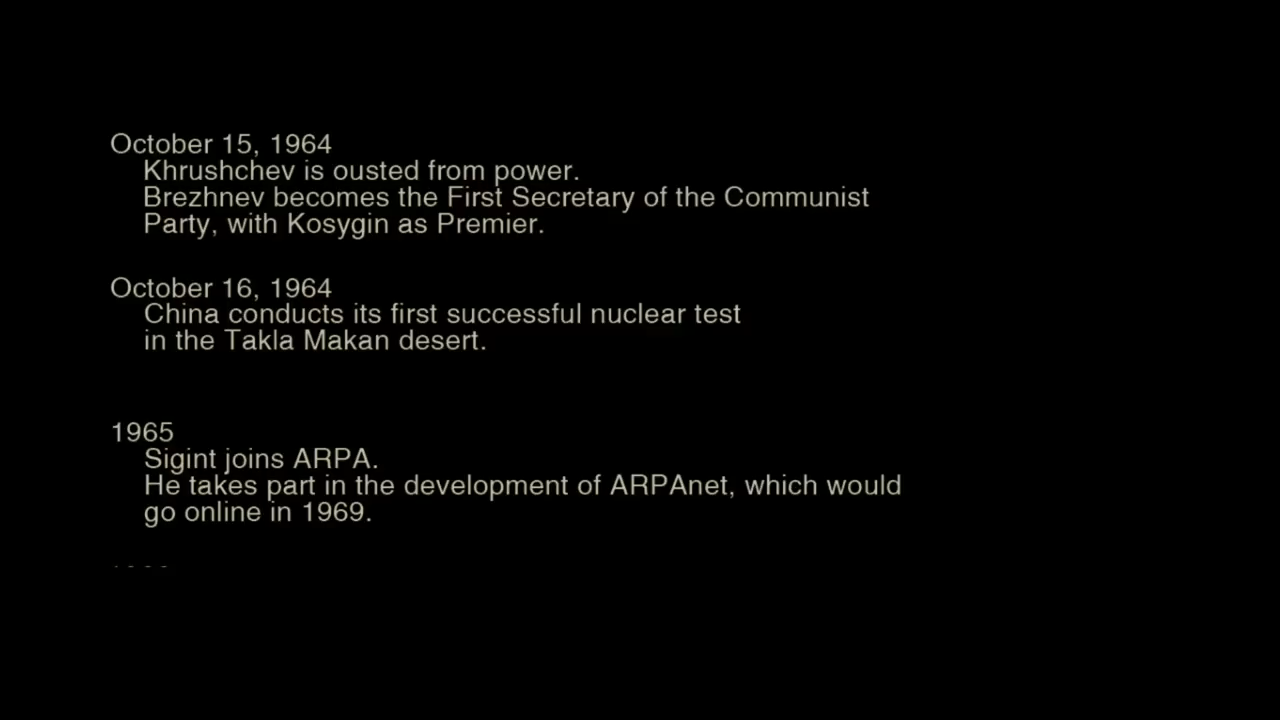 October 15, 1964
Khrushchev is ousted from power.
Brezhnev becomes the First Secretary of the Communist
Party, with Kosygin as Premier.
October 16, 1964
China conducts its first successful nuclear test
in the Takla Makan desert.
1965
Sigint joins ARPA.
He takes part in the development of ARPAnet, which would
go online in 1969.